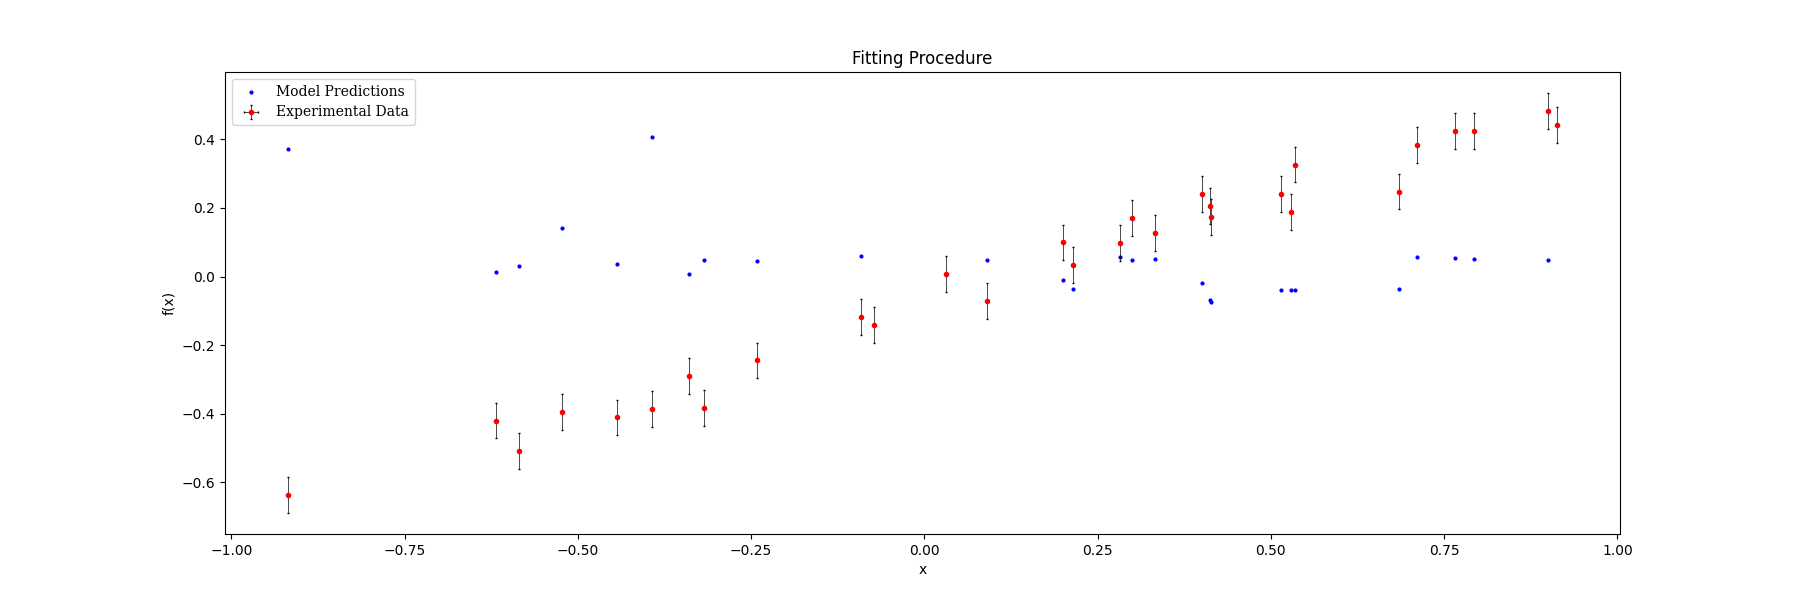 Fitting Procedure
Model Predictions
Experimental Data
f(x)
0.4
0.2
0.0
−0.2
−0.4
−0.6
−1.00 −0.75 −0.50 −0.25 0.00 0.25 0.50 0.75 1.00
x